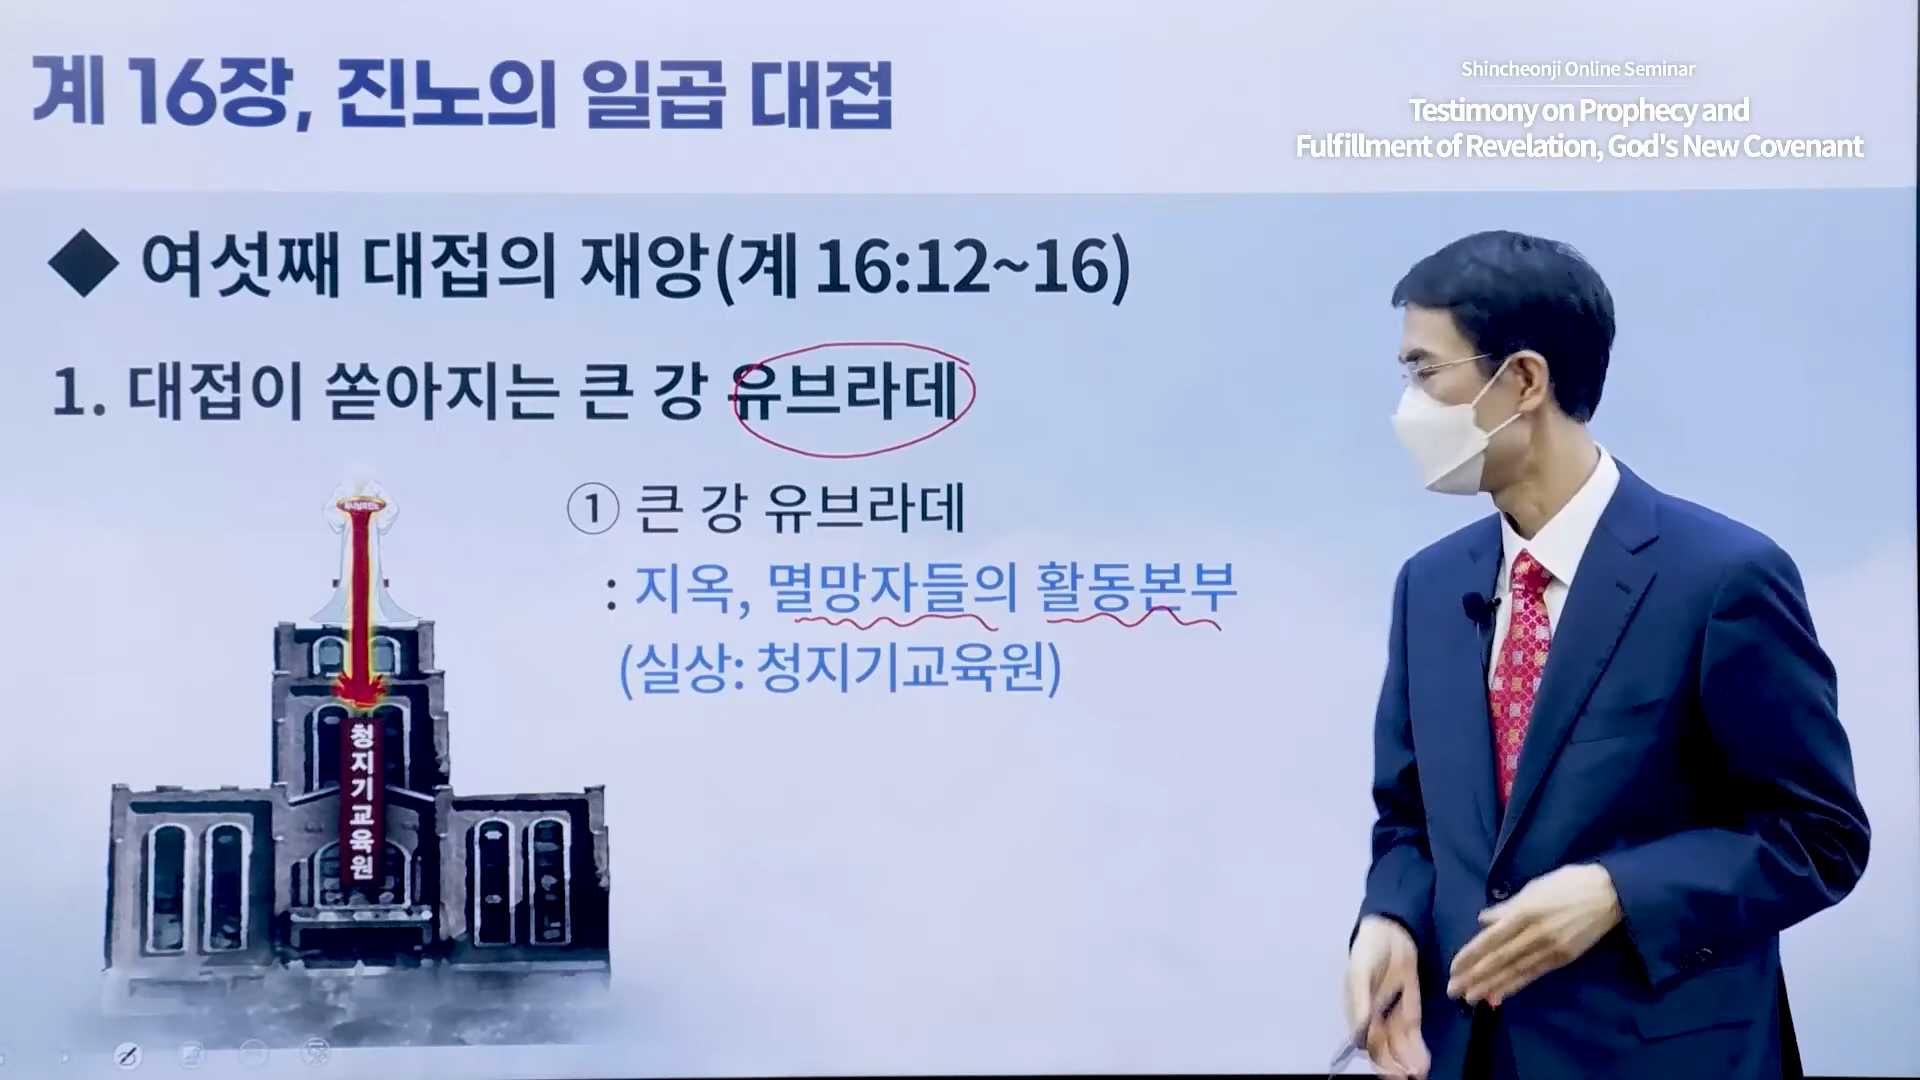 계 16장, 진노의 일곱 대접
Shincheonji Online Seminar
Testimony on Prophecy and
Fulfillment of Revelation, God's New Covenant
◆ 여섯째 대접의 재앙(계 16:12~16)
1. 대접이 쏟아지는 큰 강 유브라데
① 큰 강 유브라데
: 지옥, 멸망자들의 활동본부
(실상: 청지기교육원)
청지기교육원